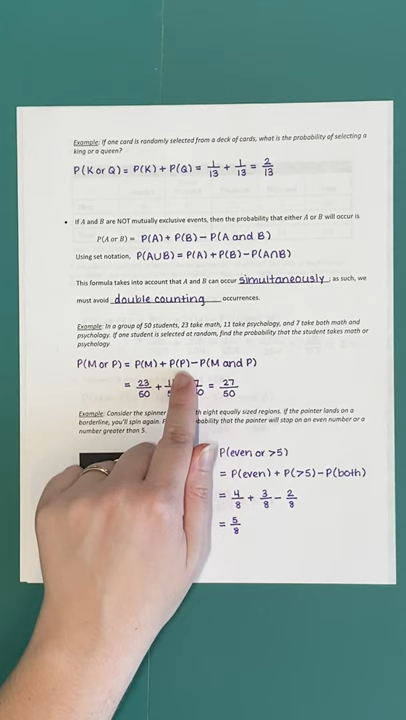 Example: If one card is randomly selected from a deck of cards, what is the probability of selecting a
king or a queen?
P(K or Q) = P(K) + P(Q) = 1/13 + 1/13 = 2/13
• If A and B are NOT mutually exclusive events, then the probability that either A or B will occur is
P(A or B) = P(A) + P(B) - P(A and B)
Using set notation, P(A∪B) = P(A) + P(B) - P(A∩B)
This formula takes into account that A and B can occur simultaneously; as such, we
must avoid double counting occurrences.
Example: In a group of 50 students, 23 take math, 11 take psychology, and 7 take both math and
psychology. If one student is selected at random, find the probability that the student takes math or
psychology.
P(M or P) = P(M) + P(P) - P(M and P)
= 23/50 + = 27/50
Example: Consider the spinner eight equally sized regions. If the pointer lands on a
borderline, you'll spin again. that the pointer will stop on an even number or a
number greater than 5.
P(even or >5)
= P(even) + P(>5) - P(both)
= 4/8 + 3/8 - 2/8
= 5/8